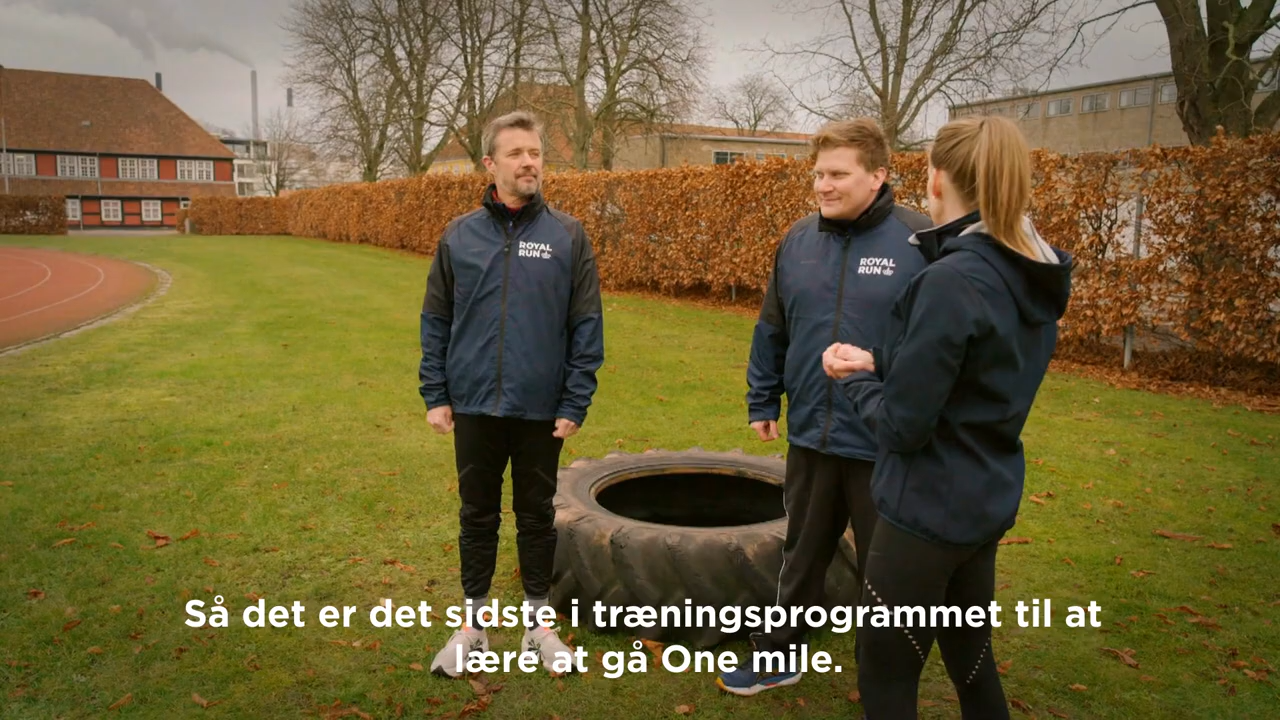 ROYAL
RUN
ROYAL
RUN
Så det er det sidste i træningsprogrammet til at
lære at gå One mile.